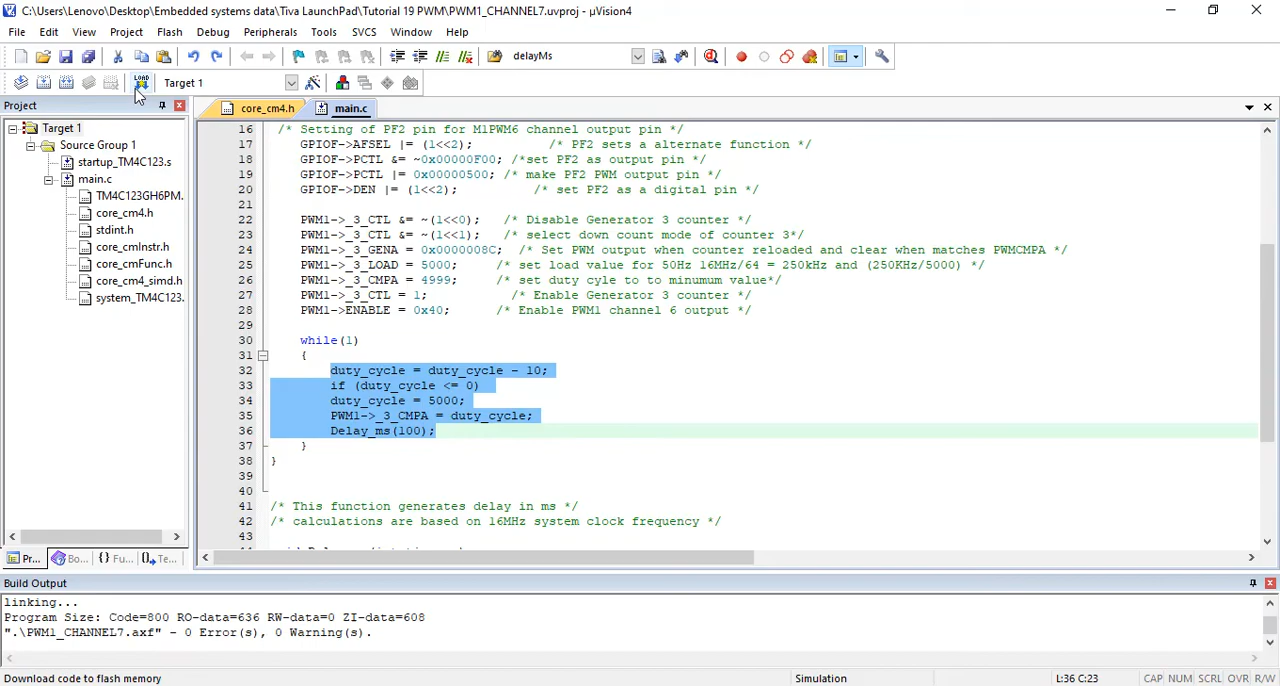 C:\Users\Lenovo\Desktop\Embedded systems data\Tiva LaunchPad\Tutorial 19 PWM\PWM1_CHANNEL7.uvproj - µVision4
File Edit View Project Flash Debug Peripherals Tools SVCS Window Help
delayMs
LOAD Target 1
Project
core_cm4.h main.c
Target 1
Source Group 1
startup_TM4C123.s
main.c
TM4C123GH6PM.
core_cm4.h
stdint.h
core_cmInstr.h
core_cmFunc.h
core_cm4_simd.h
system_TM4C123.
16 /* Setting of PF2 pin for M1PWM6 channel output pin */
17 GPIOF->AFSEL |= (1<<2); /* PF2 sets a alternate function */
18 GPIOF->PCTL &= ~0x00000F00; /*set PF2 as output pin */
19 GPIOF->PCTL |= 0x00000500; /* make PF2 PWM output pin */
20 GPIOF->DEN |= (1<<2); /* set PF2 as a digital pin */
21
22 PWM1->_3_CTL &= ~(1<<0); /* Disable Generator 3 counter */
23 PWM1->_3_CTL &= ~(1<<1); /* select down count mode of counter 3*/
24 PWM1->_3_GENA = 0x0000008C; /* Set PWM output when counter reloaded and clear when matches PWMCMPA */
25 PWM1->_3_LOAD = 5000; /* set load value for 50Hz 16MHz/64 = 250kHz and (250KHz/5000) */
26 PWM1->_3_CMPA = 4999; /* set duty cyle to to minumum value*/
27 PWM1->_3_CTL = 1; /* Enable Generator 3 counter */
28 PWM1->ENABLE = 0x40; /* Enable PWM1 channel 6 output */
29
30 while(1)
31 {
32 duty_cycle = duty_cycle - 10;
33 if (duty_cycle <= 0)
34 duty_cycle = 5000;
35 PWM1->_3_CMPA = duty_cycle;
36 Delay_ms(100);
37 }
38 }
39
40
41 /* This function generates delay in ms */
42 /* calculations are based on 16MHz system clock frequency */
43
Pr... Bo... {} Fu... Te...
Build Output
linking...
Program Size: Code=800 RO-data=636 RW-data=0 ZI-data=608
".\PWM1_CHANNEL7.axf" - 0 Error(s), 0 Warning(s).
Download code to flash memory Simulation L:36 C:23 CAP NUM SCRL OVR R/W